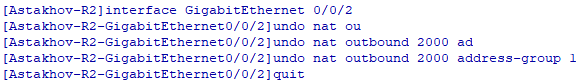 [Astakhov-R2]interface GigabitEthernet 0/0/2
[Astakhov-R2-GigabitEthernet0/0/2]undo nat ou
[Astakhov-R2-GigabitEthernet0/0/2]undo nat outbound 2000 ad
[Astakhov-R2-GigabitEthernet0/0/2]undo nat outbound 2000 address-group 1
[Astakhov-R2-GigabitEthernet0/0/2]quit